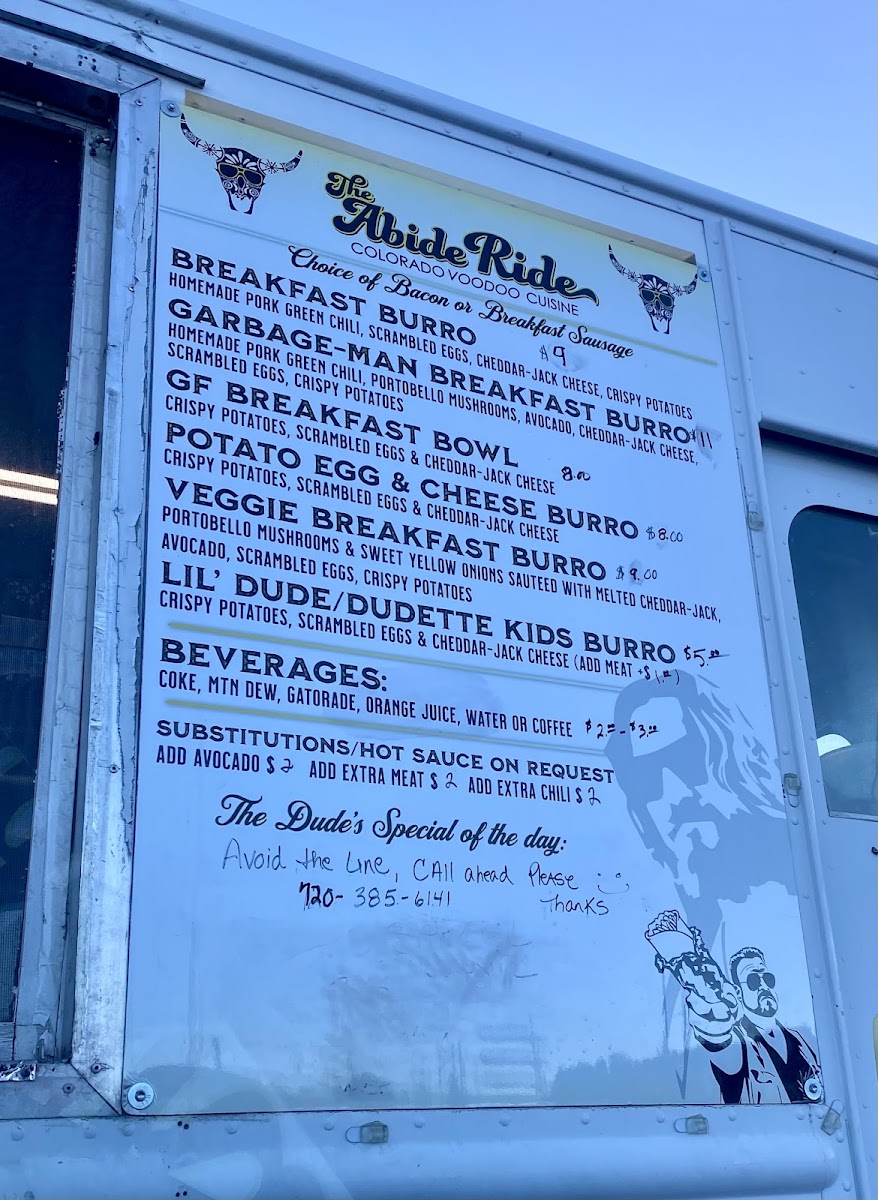 The
Abide Ride
COLORADO VOODOO CUISINE
Choice of Bacon or Breakfast Sausage
BREAKFAST BURRO $9
HOMEMADE PORK GREEN CHILI, SCRAMBLED EGGS, CHEDDAR-JACK CHEESE, CRISPY POTATOES
GARBAGE-MAN BREAKFAST BURRO $11
HOMEMADE PORK GREEN CHILI, PORTOBELLO MUSHROOMS, AVOCADO, CHEDDAR-JACK CHEESE,
SCRAMBLED EGGS, CRISPY POTATOES
GF BREAKFAST BOWL 8.00
CRISPY POTATOES, SCRAMBLED EGGS & CHEDDAR-JACK CHEESE
POTATO EGG & CHEESE BURRO $8.00
CRISPY POTATOES, SCRAMBLED EGGS & CHEDDAR-JACK CHEESE
VEGGIE BREAKFAST BURRO $9.00
PORTOBELLO MUSHROOMS & SWEET YELLOW ONIONS SAUTEED WITH MELTED CHEDDAR-JACK,
AVOCADO, SCRAMBLED EGGS, CRISPY POTATOES
LIL' DUDE/DUDETTE KIDS BURRO $5.00
CRISPY POTATOES, SCRAMBLED EGGS & CHEDDAR-JACK CHEESE (ADD MEAT +$1.00)
BEVERAGES:
COKE, MTN DEW, GATORADE, ORANGE JUICE, WATER OR COFFEE $2.00-$3.00
SUBSTITUTIONS/HOT SAUCE ON REQUEST
ADD AVOCADO $2 ADD EXTRA MEAT $2 ADD EXTRA CHILI $2
The Dude's Special of the day:
Avoid the Line, CAll ahead Please :)
720-385-6141 Thanks